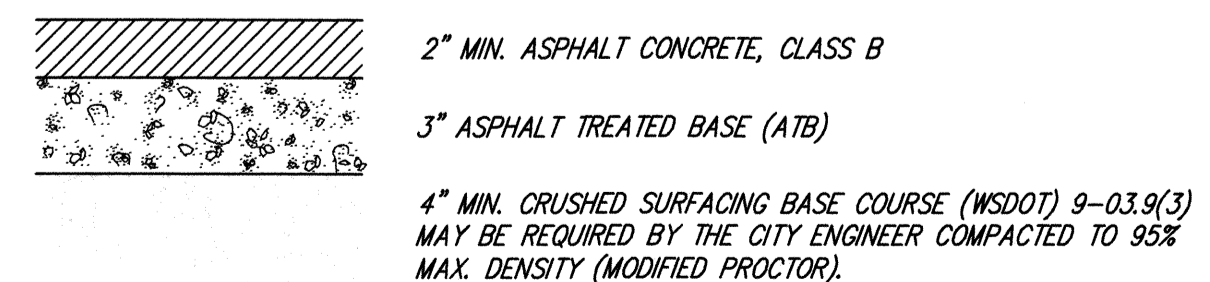 2" MIN. ASPHALT CONCRETE, CLASS B
3" ASPHALT TREATED BASE (ATB)
4" MIN. CRUSHED SURFACING BASE COURSE (WSDOT) 9-03.9(3)
MAY BE REQUIRED BY THE CITY ENGINEER COMPACTED TO 95%
MAX. DENSITY (MODIFIED PROCTOR).